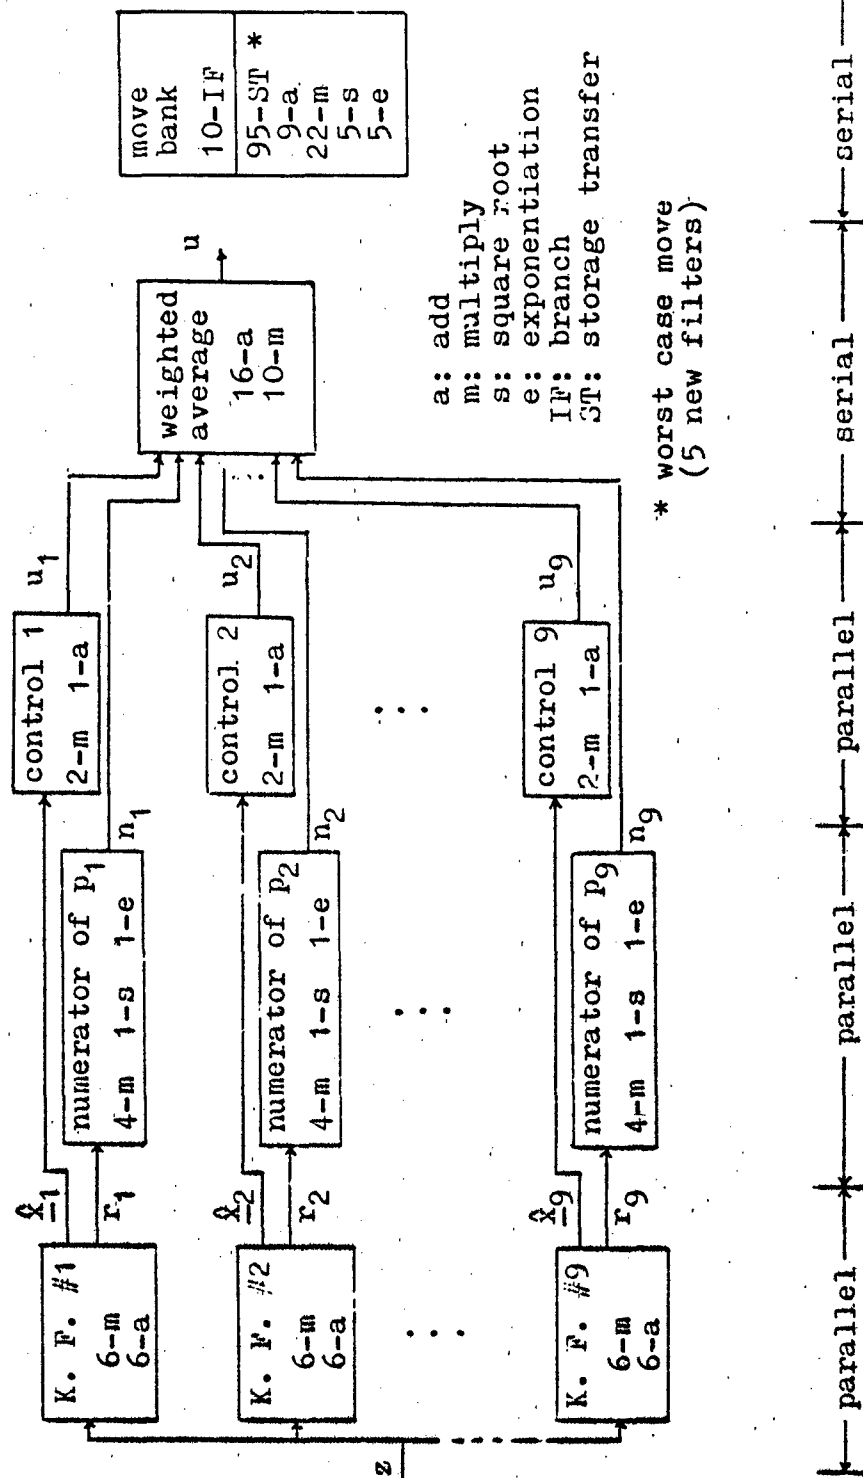 z
K. F. #1
6-m
6-a
x̂1
r1
numerator of p1
4-m 1-s 1-e
n1
control 1
2-m 1-a
u1
K. F. #2
6-m
6-a
x̂2
r2
numerator of p2
4-m 1-s 1-e
n2
control 2
2-m 1-a
u2
...
...
...
K. F. #9
6-m
6-a
x̂9
r9
numerator of p9
4-m 1-s 1-e
n9
control 9
2-m 1-a
u9
weighted
average
16-a
10-m
u
move
bank
10-IF
95-ST *
9-a
22-m
5-s
5-e
a: add
m: multiply
s: square root
e: exponentiation
IF: branch
ST: storage transfer
* worst case move
(5 new filters)
parallel parallel parallel serial serial